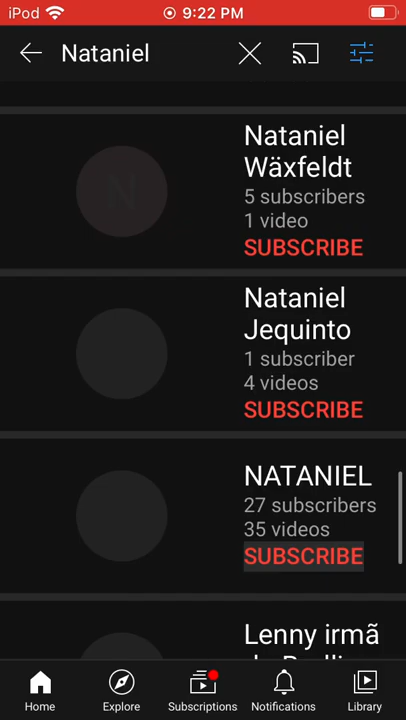 iPod 9:22 PM
Nataniel
N
Nataniel
Wäxfeldt
5 subscribers
1 video
SUBSCRIBE
Nataniel
Jequinto
1 subscriber
4 videos
SUBSCRIBE
NATANIEL
27 subscribers
35 videos
SUBSCRIBE
Lenny irmã
Home Explore Subscriptions Notifications Library